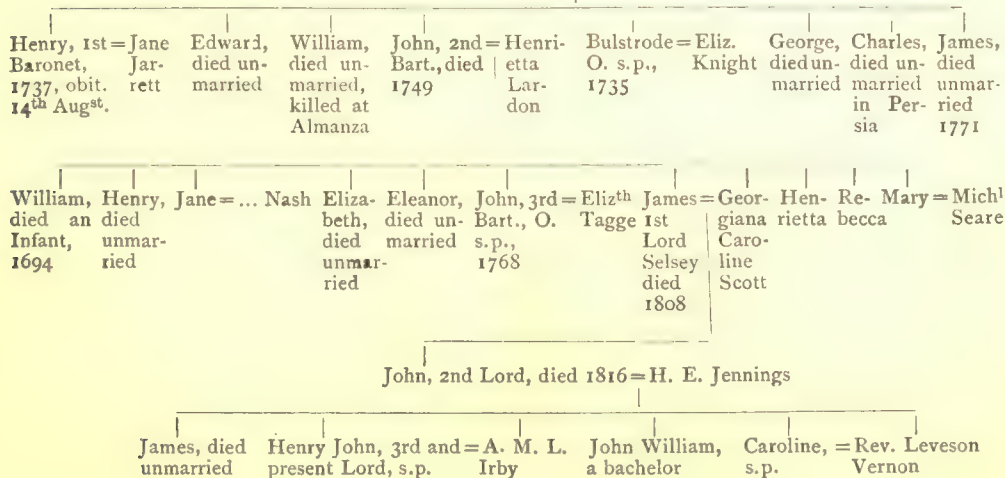 Henry, 1st = Jane Edward, William, John, 2nd = Henri- Bulstrode = Eliz. George, Charles, James,
Baronet, Jar- died un- died un- Bart., died etta O. s.p., Knight died un- died un- died
1737, obit. rett married married, 1749 Lar- 1735 married married unmar-
14th Augst. killed at don in Per- ried
Almanza sia 1771
William, Henry, Jane = ... Nash Eliza- Eleanor, John, 3rd = Elizth James = Geor- Hen- Re- Mary = Michl
died an died beth, died un- Bart., O. Tagge 1st giana rietta becca Seare
Infant, unmar- died married s.p., Lord Caro-
1694 ried unmar- 1768 Selsey line
ried died Scott
1808
John, 2nd Lord, died 1816 = H. E. Jennings
James, died Henry John, 3rd and = A. M. L. John William, Caroline, = Rev. Leveson
unmarried present Lord, s.p. Irby a bachelor s.p. Vernon